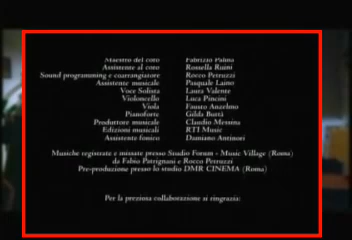 Maestro del coro Fabrizio Palma
Assistente al coro Rossella Ruini
Sound programming e coarrangiatore Rocco Petruzzi
Assistente musicale Pasquale Laino
Voce Solista Laura Valente
Violoncello Luca Pincini
Viola Fausto Anzelmo
Pianoforte Gilda Buttà
Produttore musicale Claudio Messina
Edizioni musicali RTI Music
Assistente fonico Damiano Antinori
Musiche registrate e missate presso Studio Forum - Music Village (Roma)
da Fabio Patrignani e Rocco Petruzzi
Pre-produzione presso lo studio DMR CINEMA (Roma)
Per la preziosa collaborazione si ringrazia: